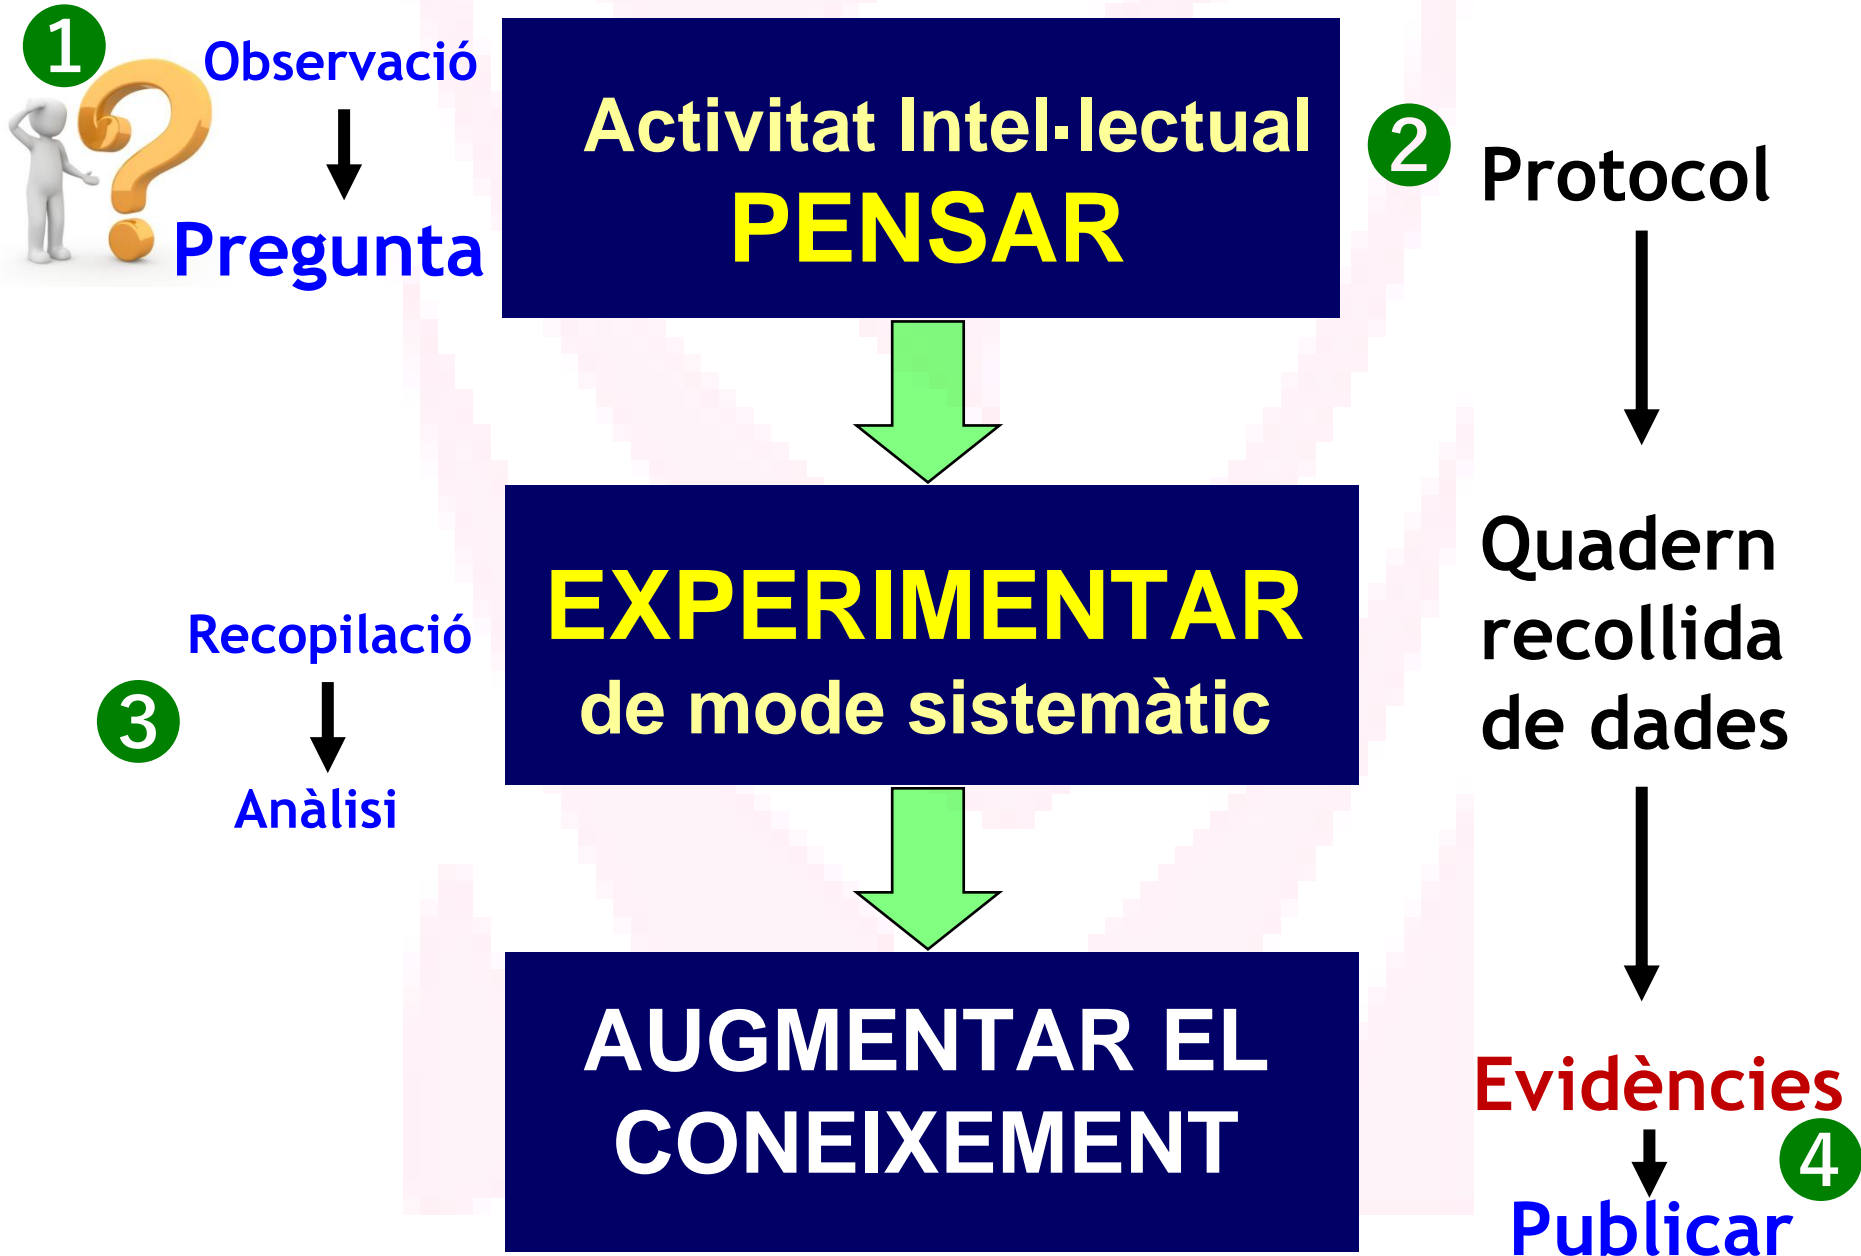 1
Observació
Pregunta
Activitat Intel·lectual
PENSAR
2
Protocol
EXPERIMENTAR
de mode sistemàtic
Quadern
recollida
de dades
Recopilació
3
Anàlisi
AUGMENTAR EL
CONEIXEMENT
Evidències
4
Publicar